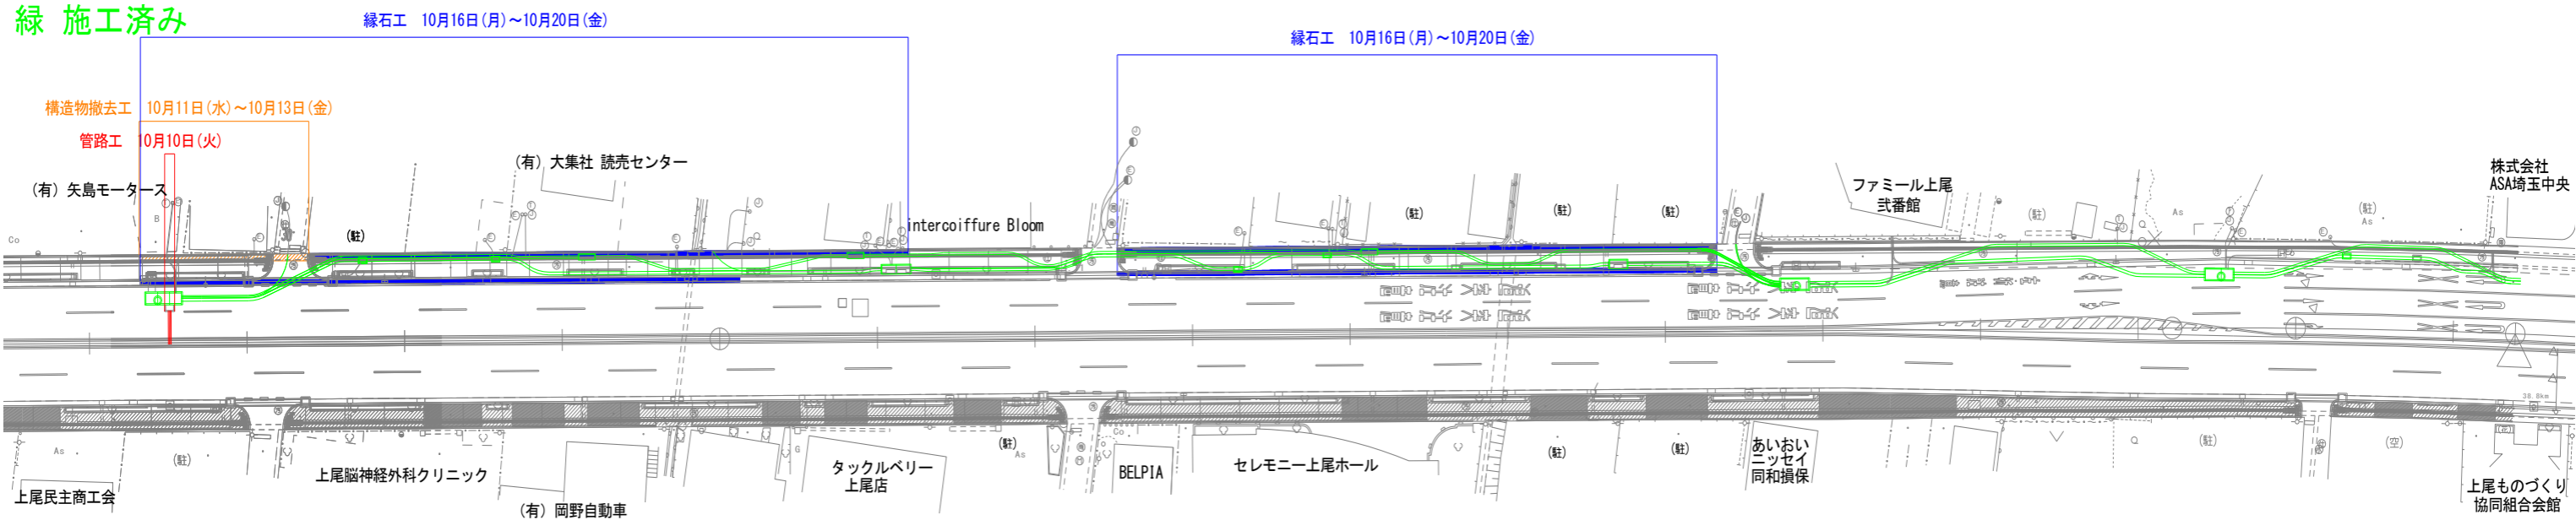 緑 施工済み
縁石工 10月16日(月)～10月20日(金)
縁石工 10月16日(月)～10月20日(金)
構造物撤去工 10月11日(水)～10月13日(金)
管路工 10月10日(火)
(有) 矢島モータース
(有) 大集社 読売センター
intercoiffure Bloom
ファミール上尾
弐番館
株式会社
ASA埼玉中央
(駐)
(駐)
(駐)
(駐)
(駐)
(駐)
Co
B
As
As
38.8km
As
(駐)
上尾民主商工会
上尾脳神経外科クリニック
(有) 岡野自動車
G
タックルベリー
上尾店
(駐)
As
Co
BELPIA
セレモニー上尾ホール
(駐)
(駐)
あいおい
ニッセイ
同和損保
Q
(駐)
(空)
上尾ものづくり
協同組合会館